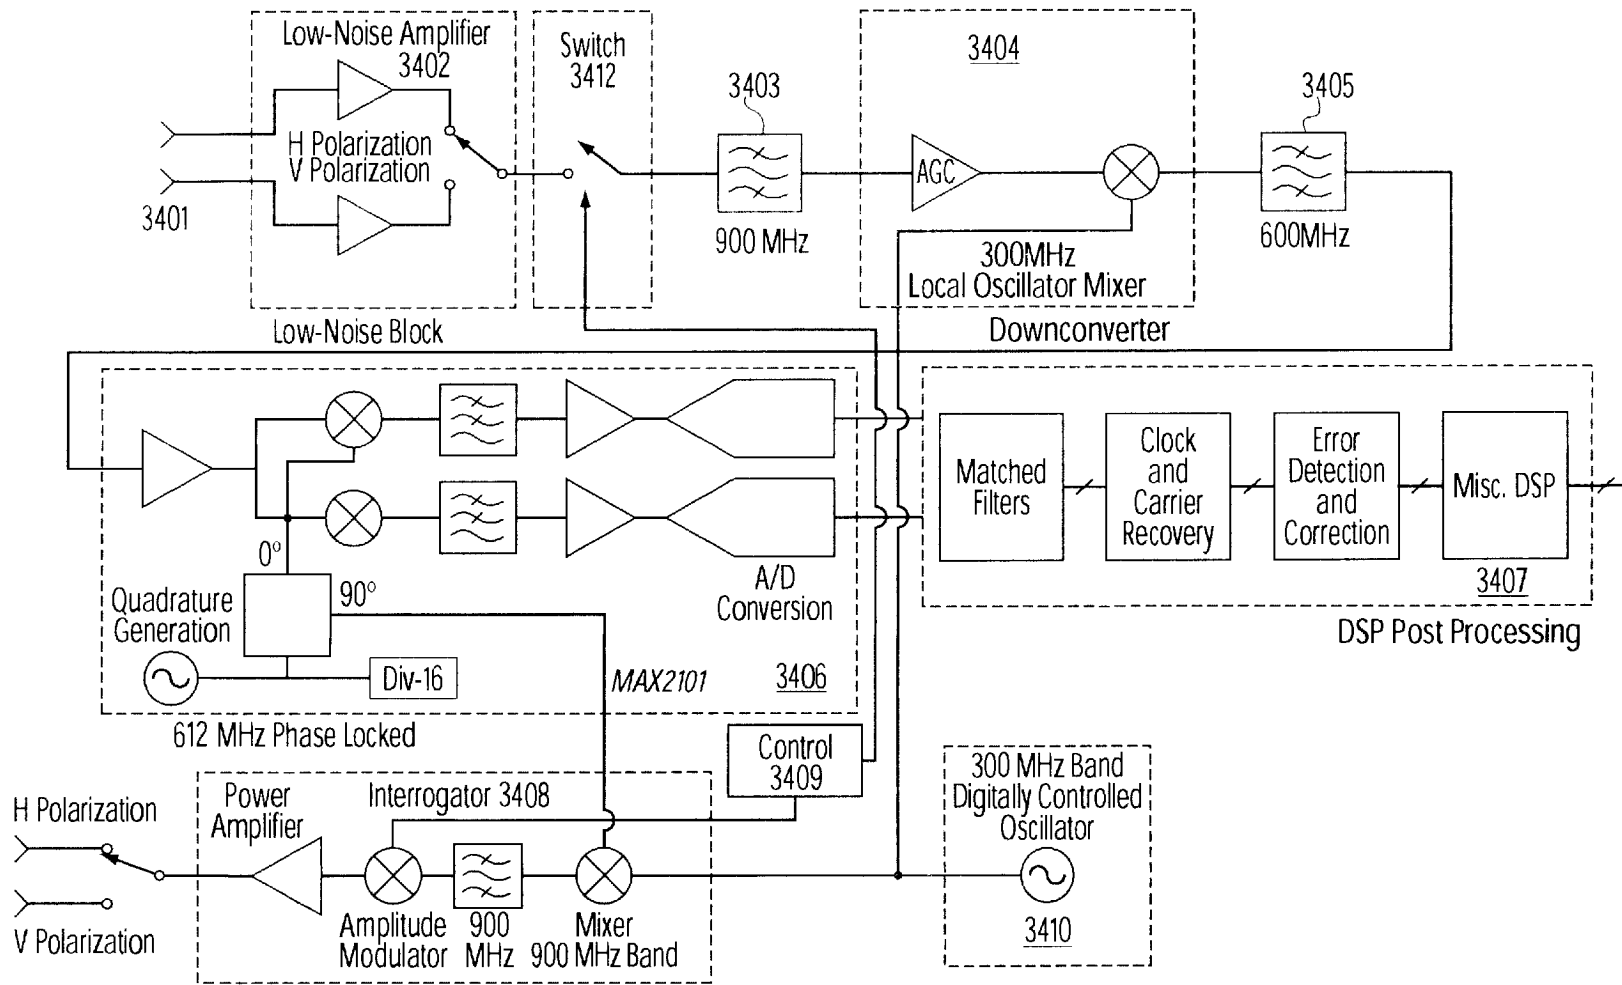 Low-Noise Amplifier
3402
H Polarization
V Polarization
3401
Low-Noise Block
Switch
3412
3403
900 MHz
3404
AGC
300MHz
Local Oscillator Mixer
Downconverter
3405
600MHz
0º
90º
Quadrature
Generation
Div-16
A/D
Conversion
MAX2101
3406
612 MHz Phase Locked
Matched
Filters
Clock
and
Carrier
Recovery
Error
Detection
and
Correction
Misc. DSP
3407
DSP Post Processing
Control
3409
H Polarization
V Polarization
Power
Amplifier
Interrogator 3408
Amplitude
Modulator
900
MHz
Mixer
900 MHz Band
300 MHz Band
Digitally Controlled
Oscillator
3410